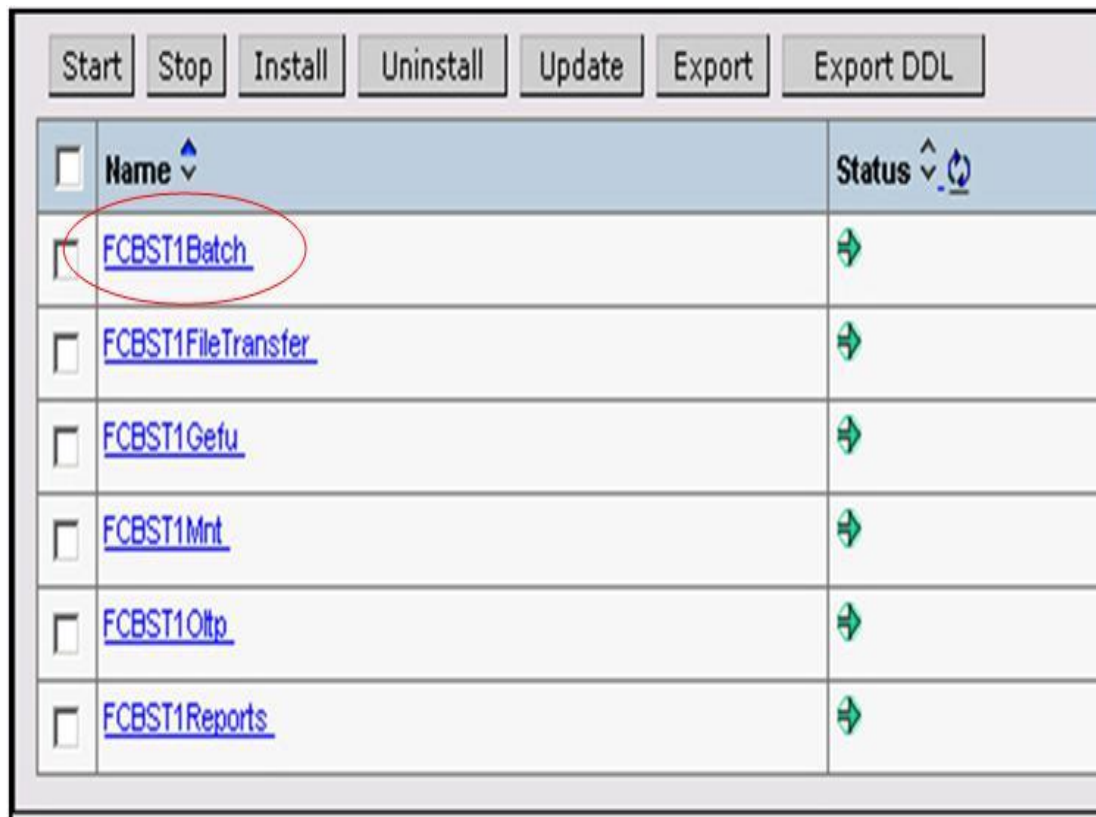 Start Stop Install Uninstall Update Export Export DDL
Name Status
FCBST1Batch
FCBST1FileTransfer
FCBST1Gefu
FCBST1Mnt
FCBST1Oltp
FCBST1Reports